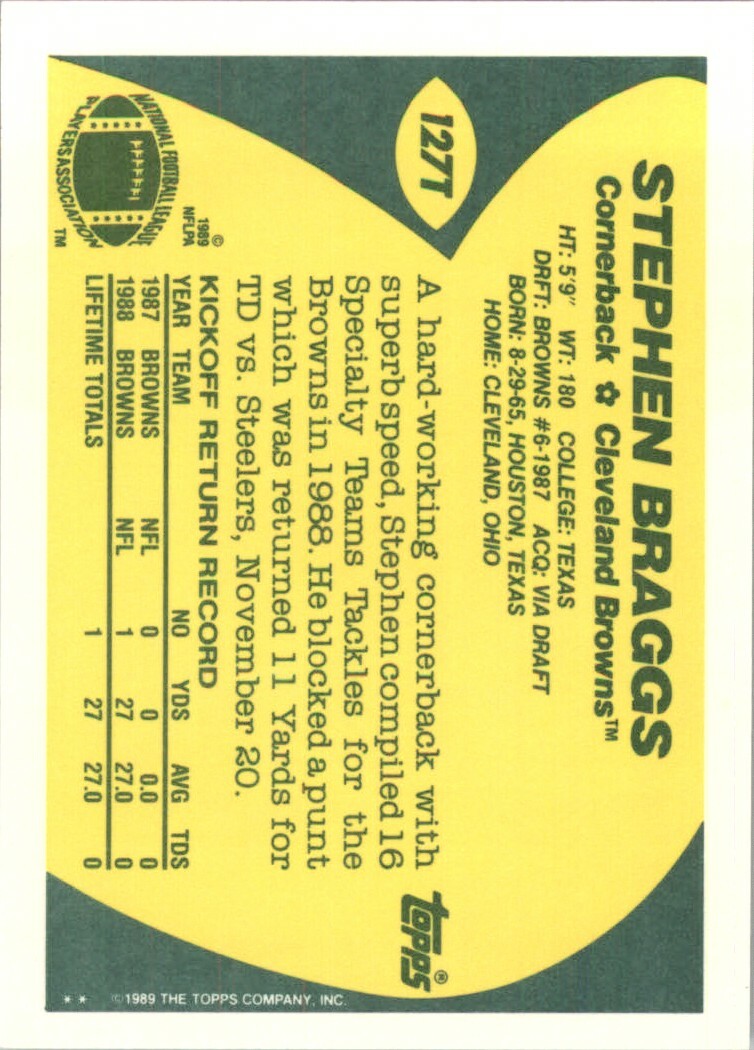 127T
STEPHEN BRAGGS
Cornerback ✿ Cleveland Browns™
HT: 5'9" WT: 180 COLLEGE: TEXAS
DRFT: BROWNS #6-1987 ACQ: VIA DRAFT
BORN: 8-29-65, HOUSTON, TEXAS
HOME: CLEVELAND, OHIO
A hard-working cornerback with
superb speed, Stephen compiled 16
Specialty Teams Tackles for the
Browns in 1988. He blocked a punt
which was returned 11 Yards for
TD vs. Steelers, November 20.
topps®
KICKOFF RETURN RECORD
YEAR TEAM NO YDS AVG TDS
1987 BROWNS NFL 0 0 0.0 0
1988 BROWNS NFL 1 27 27.0 0
LIFETIME TOTALS 1 27 27.0 0
NATIONAL FOOTBALL LEAGUE
PLAYERS ASSOCIATION
TM
©
1989
NFLPA
** ©1989 THE TOPPS COMPANY, INC.